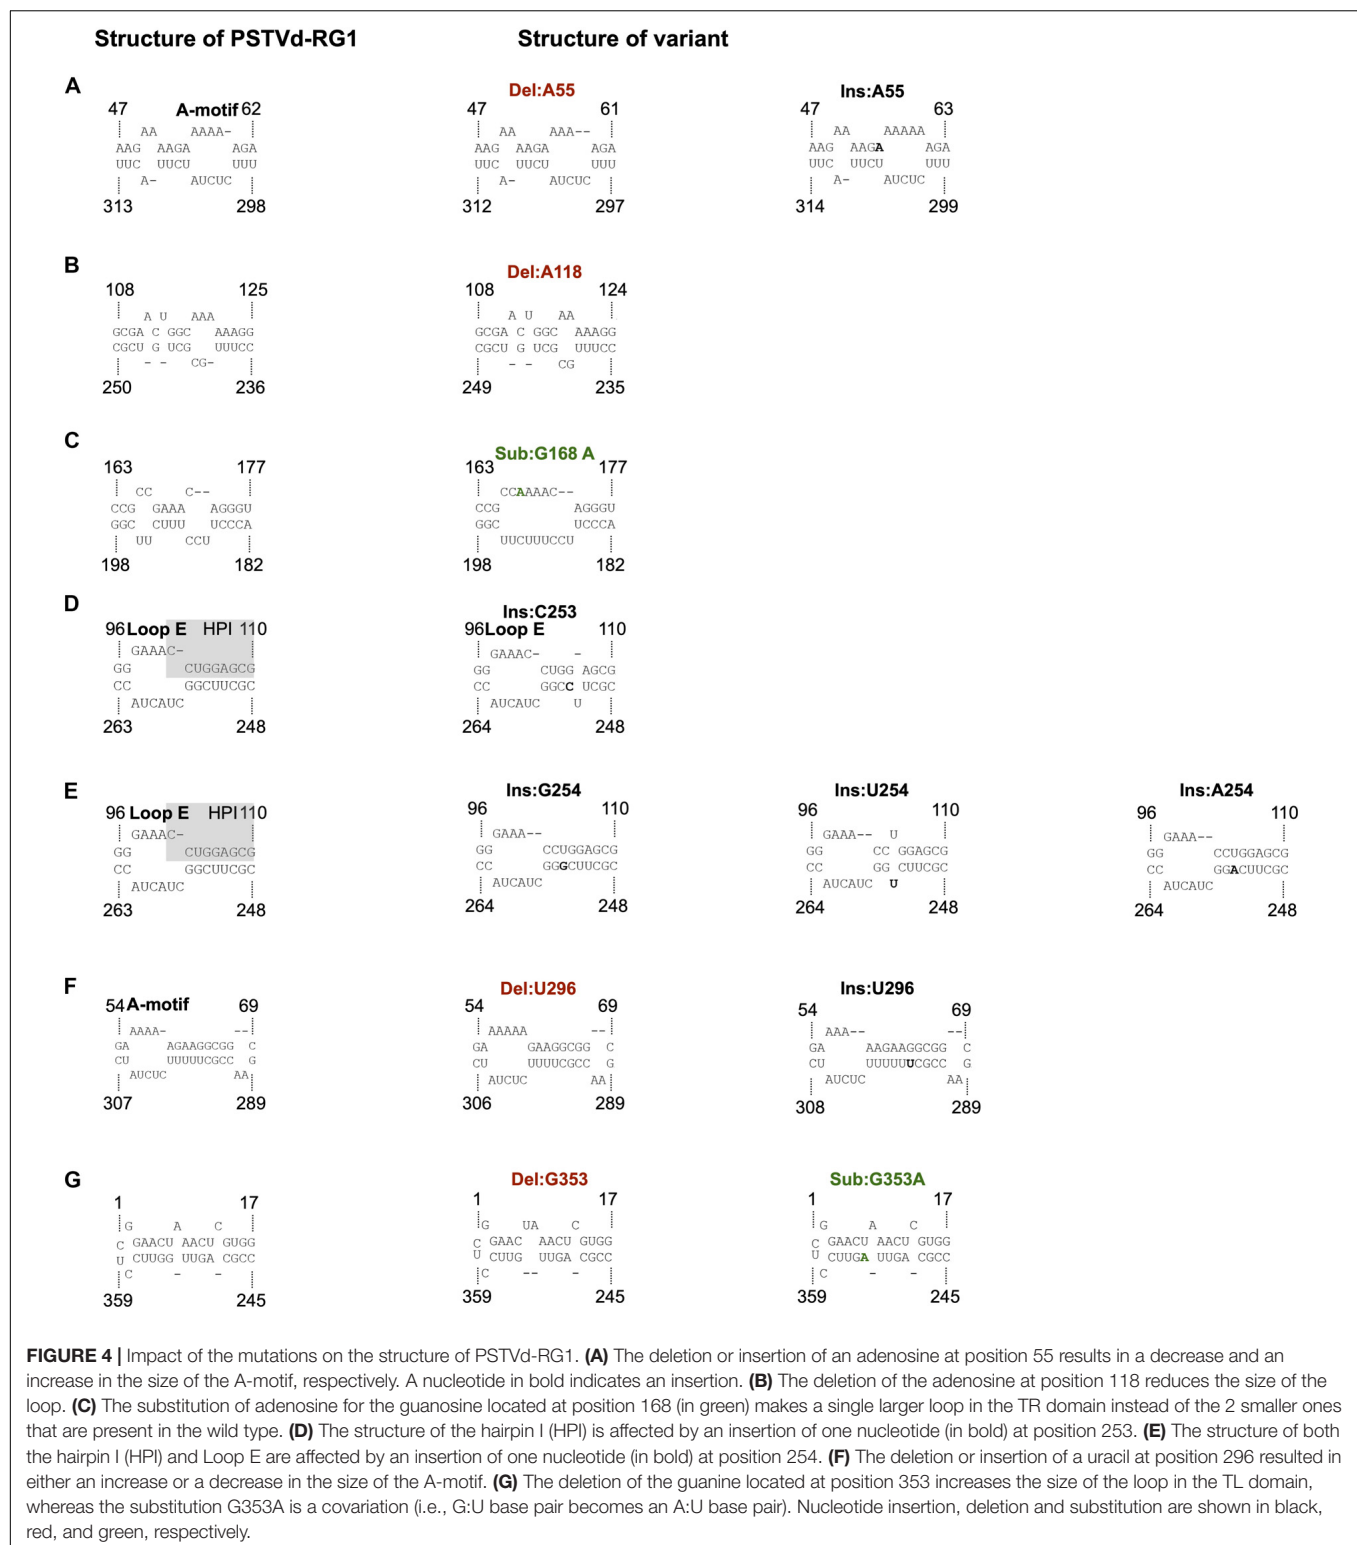 Structure of PSTVd-RG1 Structure of variant
A
Del:A55 Ins:A55
47 A-motif 62 47 61 47 63
AA AAAA- AA AAA-- AA AAAAA
AAG AAGA AGA AAG AAGA AGA AAG AAGA AGA
UUC UUCU UUU UUC UUCU UUU UUC UUCU UUU
A- AUCUC A- AUCUC A- AUCUC
313 298 312 297 314 299
B
Del:A118
108 125 108 124
A U AAA A U AA
GCGA C GGC AAAGG GCGA C GGC AAAGG
CGCU G UCG UUUCC CGCU G UCG UUUCC
- - CG- - - CG
250 236 249 235
C
Sub:G168 A
163 177 163 177
CC C-- CCAAAAC--
CCG GAAA AGGGU CCG AGGGU
GGC CUUU UCCCA GGC UCCCA
UU CCU UUCUUUCCU
198 182 198 182
D
Ins:C253
96 Loop E HPI 110 96 Loop E 110
GAAAC- GAAAC- -
GG CUGGAGCG GG CUGG AGCG
CC GGCUUCGC CC GGCC UCGC
AUCAUC AUCAUC U
263 248 264 248
E
Ins:G254 Ins:U254 Ins:A254
96 Loop E HPI 110 96 110 96 110 96 110
GAAAC- GAAA-- GAAA-- U GAAA--
GG CUGGAGCG GG CCUGGAGCG GG CC GGAGCG GG CCUGGAGCG
CC GGCUUCGC CC GGGCUUCGC CC GG CUUCGC CC GGACUUCGC
AUCAUC AUCAUC AUCAUC U AUCAUC
263 248 264 248 264 248 264 248
F
Del:U296 Ins:U296
54 A-motif 69 54 69 54 69
AAAA- -- AAAAA -- AAA-- --
GA AGAAGGCGG C GA GAAGGCGG C GA AAGAAGGCGG C
CU UUUUUCGCC G CU UUUUCGCC G CU UUUUUUCGCC G
AUCUC AA AUCUC AA AUCUC AA
307 289 306 289 308 289
G
Del:G353 Sub:G353A
1 17 1 17 1 17
G A C G UA C G A C
C GAACU AACU GUGG C GAAC AACU GUGG C GAACU AACU GUGG
U CUUGG UUGA CGCC U CUUG UUGA CGCC U CUUGA UUGA CGCC
C - - C -- - C - -
359 245 359 245 359 245
FIGURE 4 | Impact of the mutations on the structure of PSTVd-RG1. (A) The deletion or insertion of an adenosine at position 55 results in a decrease and an
increase in the size of the A-motif, respectively. A nucleotide in bold indicates an insertion. (B) The deletion of the adenosine at position 118 reduces the size of the
loop. (C) The substitution of adenosine for the guanosine located at position 168 (in green) makes a single larger loop in the TR domain instead of the 2 smaller ones
that are present in the wild type. (D) The structure of the hairpin I (HPI) is affected by an insertion of one nucleotide (in bold) at position 253. (E) The structure of both
the hairpin I (HPI) and Loop E are affected by an insertion of one nucleotide (in bold) at position 254. (F) The deletion or insertion of a uracil at position 296 resulted in
either an increase or a decrease in the size of the A-motif. (G) The deletion of the guanine located at position 353 increases the size of the loop in the TL domain,
whereas the substitution G353A is a covariation (i.e., G:U base pair becomes an A:U base pair). Nucleotide insertion, deletion and substitution are shown in black,
red, and green, respectively.